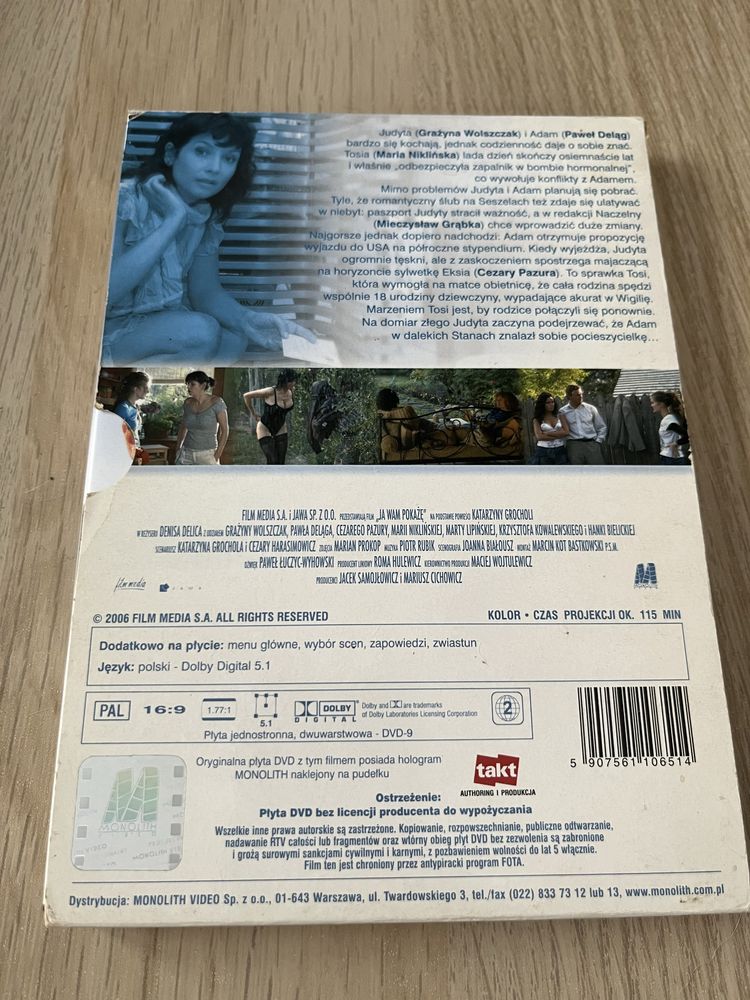 Judyta (Grażyna Wolszczak) i Adam (Paweł Deląg)
bardzo się kochają, jednak codzienność daje o sobie znać.
Tosia (Maria Niklińska) lada dzień skończy osiemnaście lat
i właśnie „odbezpieczyła zapalnik w bombie hormonalnej",
co wywołuje konflikty z Adamem.
Mimo problemów Judyta i Adam planują się pobrać.
Tyle, że romantyczny ślub na Seszelach też zdaje się ulatywać
w niebyt: paszport Judyty stracił ważność, a w redakcji Naczelny
(Mieczysław Grąbka) chce wprowadzić duże zmiany.
Najgorsze jednak dopiero nadchodzi: Adam otrzymuje propozycję
wyjazdu do USA na półroczne stypendium. Kiedy wyjeżdża, Judyta
ogromnie tęskni, ale z zaskoczeniem spostrzega majaczącą
na horyzoncie sylwetkę Eksia (Cezary Pazura). To sprawka Tosi,
która wymogła na matce obietnicę, że cała rodzina spędzi
wspólnie 18 urodziny dziewczyny, wypadające akurat w Wigilię.
Marzeniem Tosi jest, by rodzice połączyli się ponownie.
Na domiar złego Judyta zaczyna podejrzewać, że Adam
w dalekich Stanach znalazł sobie pocieszycielkę...
FILM MEDIA S.A. i JAWA SP. Z O.O. PRZEDSTAWIAJĄ FILM „JA WAM POKAŻĘ" NA PODSTAWIE POWIEŚCI KATARZYNY GROCHOLI
W REŻYSERII DENISA DELICA Z UDZIAŁEM GRAŻYNY WOLSZCZAK, PAWŁA DELĄGA, CEZAREGO PAZURY, MARII NIKLIŃSKIEJ, MARTY LIPIŃSKIEJ, KRZYSZTOFA KOWALEWSKIEGO i HANKI BIELICKIEJ
SCENARIUSZ KATARZYNA GROCHOLA i CEZARY HARASIMOWICZ ZDJĘCIA MARIAN PROKOP MUZYKA PIOTR RUBIK SCENOGRAFIA JOANNA BIAŁOUSZ MONTAŻ MARCIN KOT BASTKOWSKI P.S.M.
DŹWIĘK PAWEŁ ŁUCZYC-WYHOWSKI PRODUCENT LINIOWY ROMA HULEWICZ KIEROWNICTWO PRODUKCJI MACIEJ WOJTULEWICZ
PRODUCENCI JACEK SAMOJŁOWICZ i MARIUSZ CICHOWICZ
film media
JAWA
© 2006 FILM MEDIA S.A. ALL RIGHTS RESERVED
KOLOR • CZAS PROJEKCJI OK. 115 MIN
Dodatkowo na płycie: menu główne, wybór scen, zapowiedzi, zwiastun
Język: polski - Dolby Digital 5.1
PAL 16:9 1.77:1 5.1 DOLBY DIGITAL
Dolby and are trademarks
of Dolby Laboratories Licensing Corporation
2
Płyta jednostronna, dwuwarstwowa - DVD-9
5 907561 106514
Oryginalna płyta DVD z tym filmem posiada hologram
MONOLITH naklejony na pudełku
takt
AUTHORING I PRODUKCJA
MONOLITH
Ostrzeżenie:
Płyta DVD bez licencji producenta do wypożyczania
Wszelkie inne prawa autorskie są zastrzeżone. Kopiowanie, rozpowszechnianie, publiczne odtwarzanie,
nadawanie RTV całości lub fragmentów oraz wtórny obieg płyt DVD bez zezwolenia są zabronione
i grożą surowymi sankcjami cywilnymi i karnymi, z pozbawieniem wolności do lat 5 włącznie.
Film ten jest chroniony przez antypiracki program FOTA.
Dystrybucja: MONOLITH VIDEO Sp. z o.o., 01-643 Warszawa, ul. Twardowskiego 3, tel./fax (022) 833 73 12 lub 13, www.monolith.com.pl